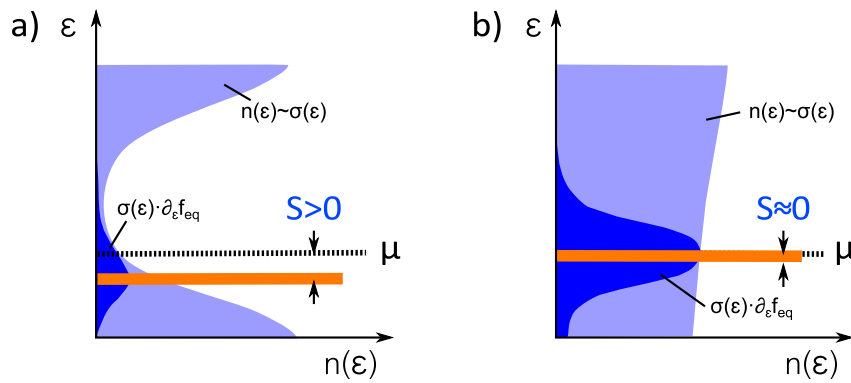 a) ε
n(ε)~σ(ε)
σ(ε)·∂εfeq
S>0
μ
n(ε)
b) ε
n(ε)~σ(ε)
S≈0
μ
σ(ε)·∂εfeq
n(ε)